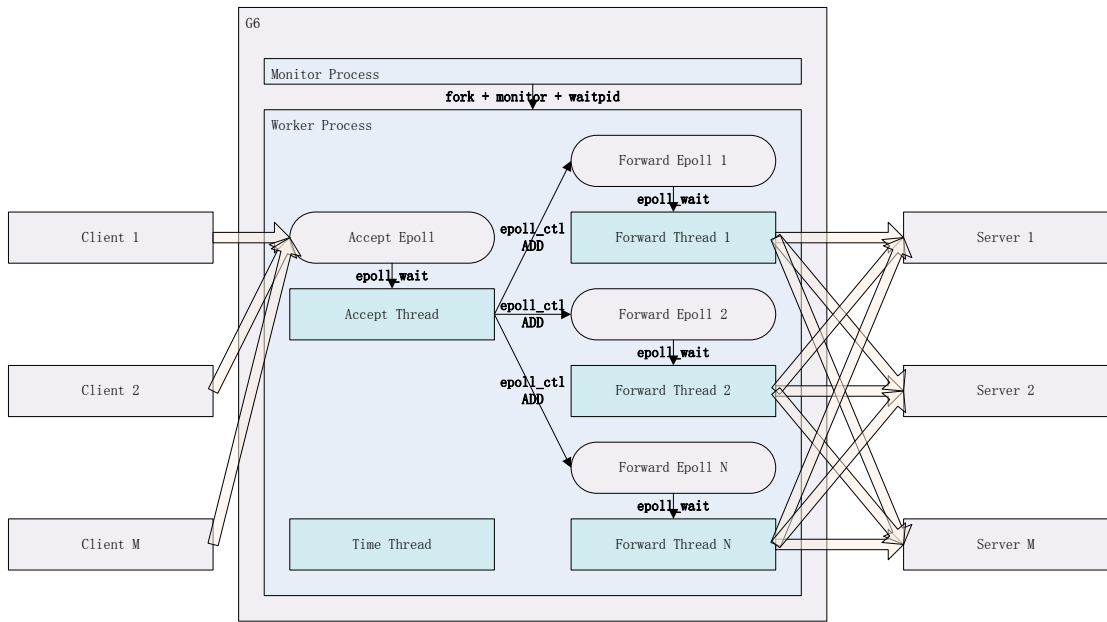 G6
Monitor Process
fork + monitor + waitpid
Worker Process
Forward Epoll 1
epoll_wait
Client 1
Accept Epoll
epoll_ctl
ADD
Forward Thread 1
Server 1
epoll_wait
Accept Thread
epoll_ctl
ADD
Forward Epoll 2
epoll_wait
Client 2
epoll_ctl
ADD
Forward Thread 2
Server 2
Forward Epoll N
epoll_wait
Client M
Time Thread
Forward Thread N
Server M